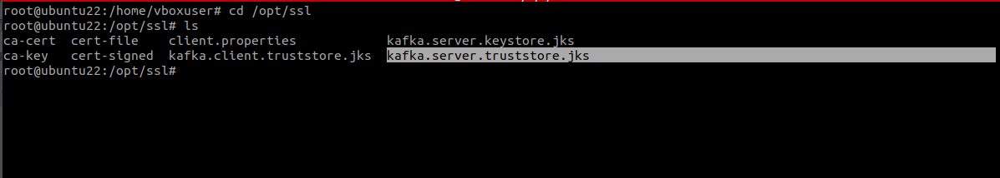 root@ubuntu22:/home/vboxuser# cd /opt/ssl
root@ubuntu22:/opt/ssl# ls
ca-cert  cert-file    client.properties            kafka.server.keystore.jks
ca-key   cert-signed  kafka.client.truststore.jks  kafka.server.truststore.jks
root@ubuntu22:/opt/ssl#